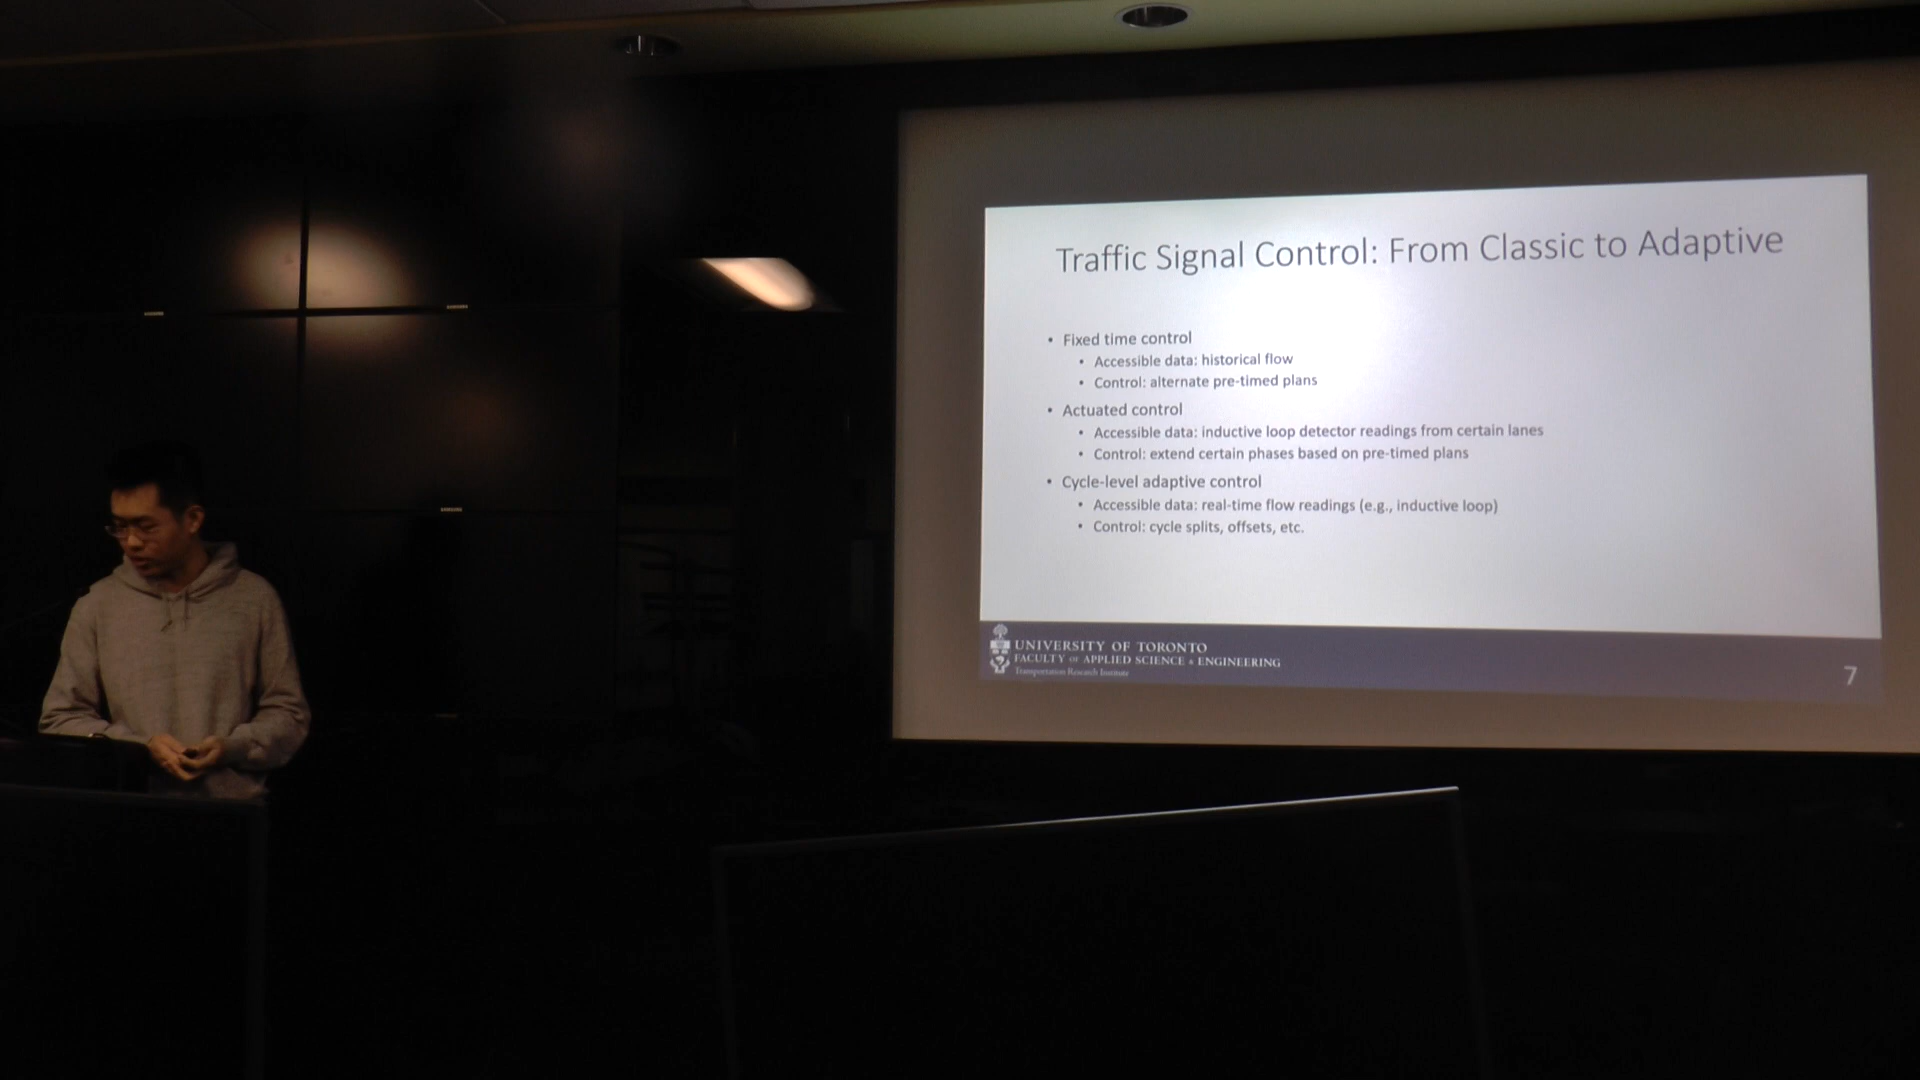 Traffic Signal Control: From Classic to Adaptive
• Fixed time control
• Accessible data: historical flow
• Control: alternate pre-timed plans
• Actuated control
• Accessible data: inductive loop detector readings from certain lanes
• Control: extend certain phases based on pre-timed plans
• Cycle-level adaptive control
• Accessible data: real-time flow readings (e.g., inductive loop)
• Control: cycle splits, offsets, etc.
UNIVERSITY OF TORONTO
FACULTY OF APPLIED SCIENCE & ENGINEERING
Transportation Research Institute
7